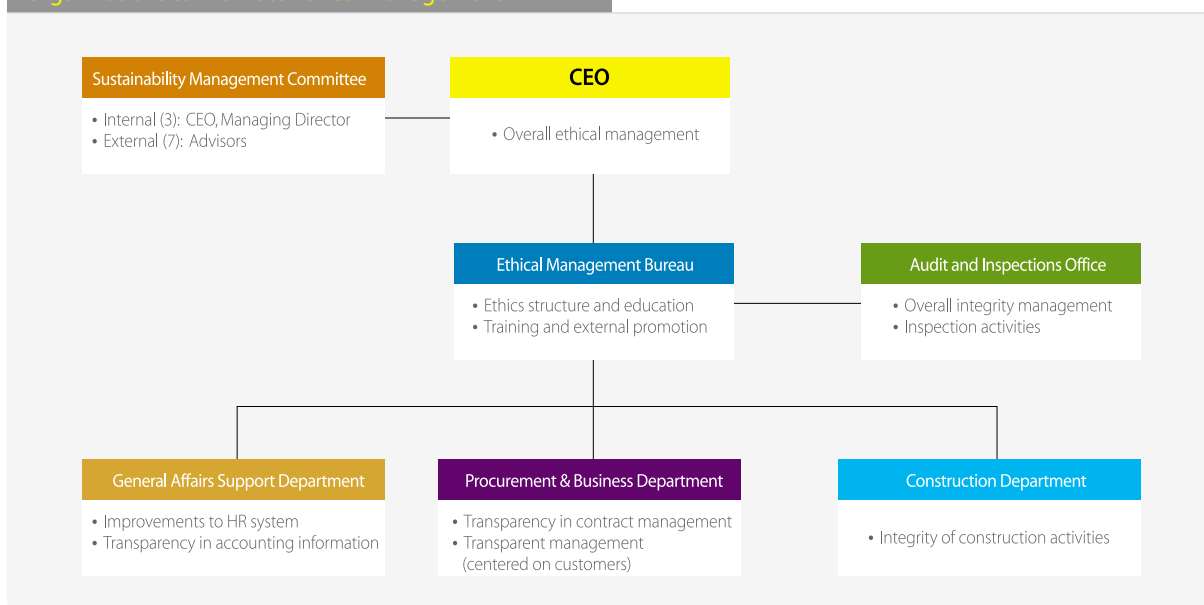 Sustainability Management Committee
• Internal (3): CEO, Managing Director
• External (7): Advisors
CEO
• Overall ethical management
Ethical Management Bureau
• Ethics structure and education
• Training and external promotion
Audit and Inspections Office
• Overall integrity management
• Inspection activities
General Affairs Support Department
• Improvements to HR system
• Transparency in accounting information
Procurement & Business Department
• Transparency in contract management
• Transparent management
(centered on customers)
Construction Department
• Integrity of construction activities